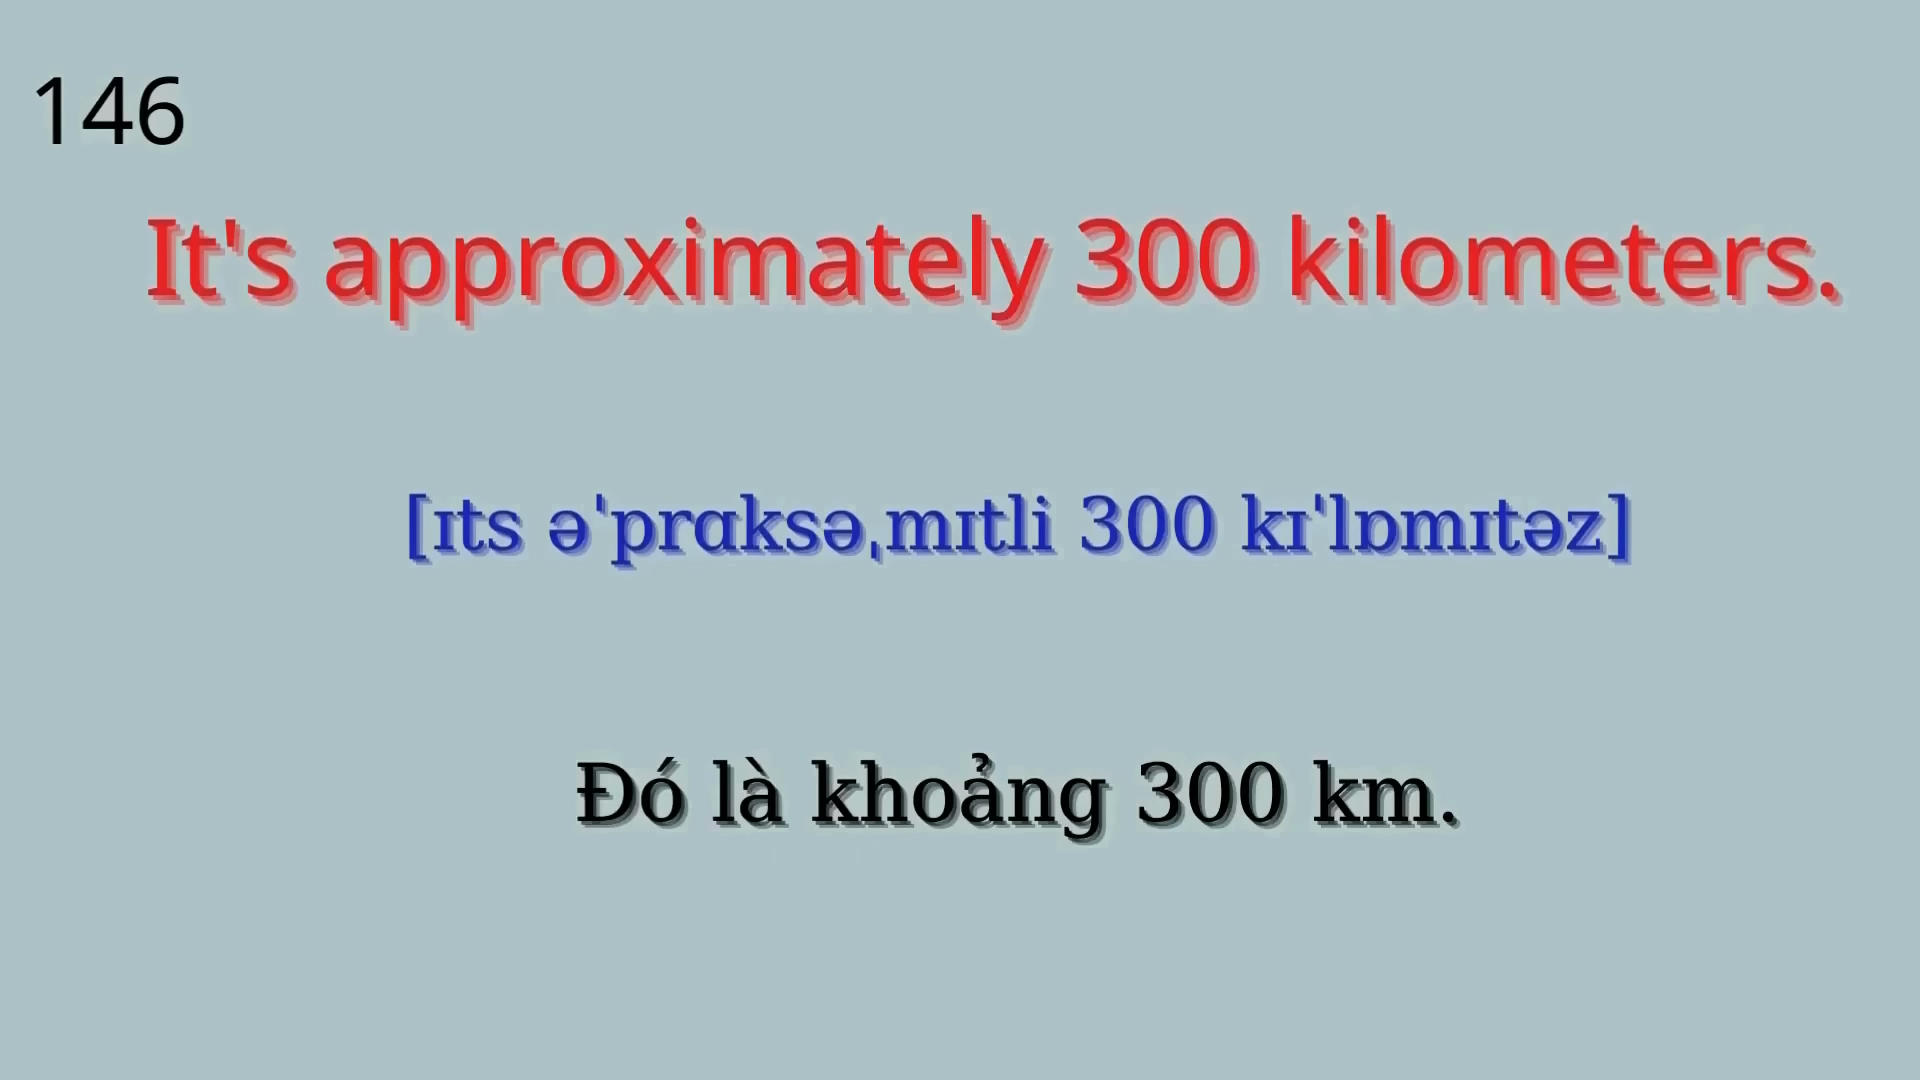 146
It's approximately 300 kilometers.
[ɪts əˈprɑksəˌmɪtli 300 kɪˈlɒmɪtəz]
Đó là khoảng 300 km.